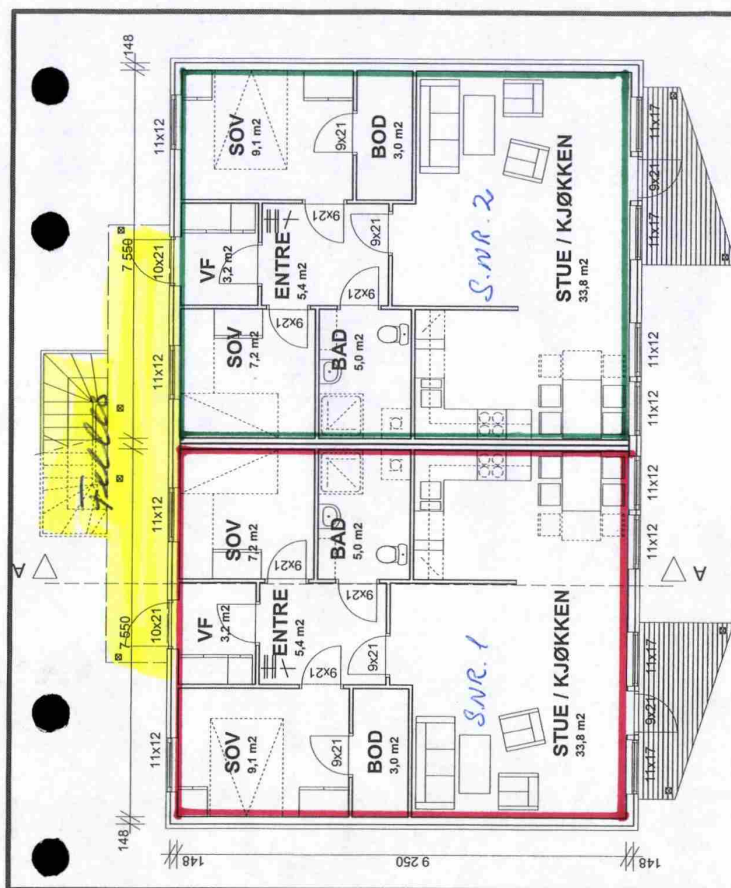 148
7 550
7 550
148
Felles
11x12
10x21
11x12
11x12
10x21
11x12
148
9 250
148
A
A
SOV
9,1 m2
9x21
BOD
3,0 m2
VF
3,2 m2
ENTRE
5,4 m2
9x21
9x21
SOV
7,2 m2
9x21
BAD
5,0 m2
9x21
S.NR. 1
STUE / KJØKKEN
33,8 m2
11x17
9x21
11x17
11x12
11x12
SOV
7,2 m2
9x21
BAD
5,0 m2
9x21
VF
3,2 m2
ENTRE
5,4 m2
9x21
9x21
SOV
9,1 m2
9x21
BOD
3,0 m2
S.NR. 2
STUE / KJØKKEN
33,8 m2
11x12
11x12
11x17
9x21
11x17